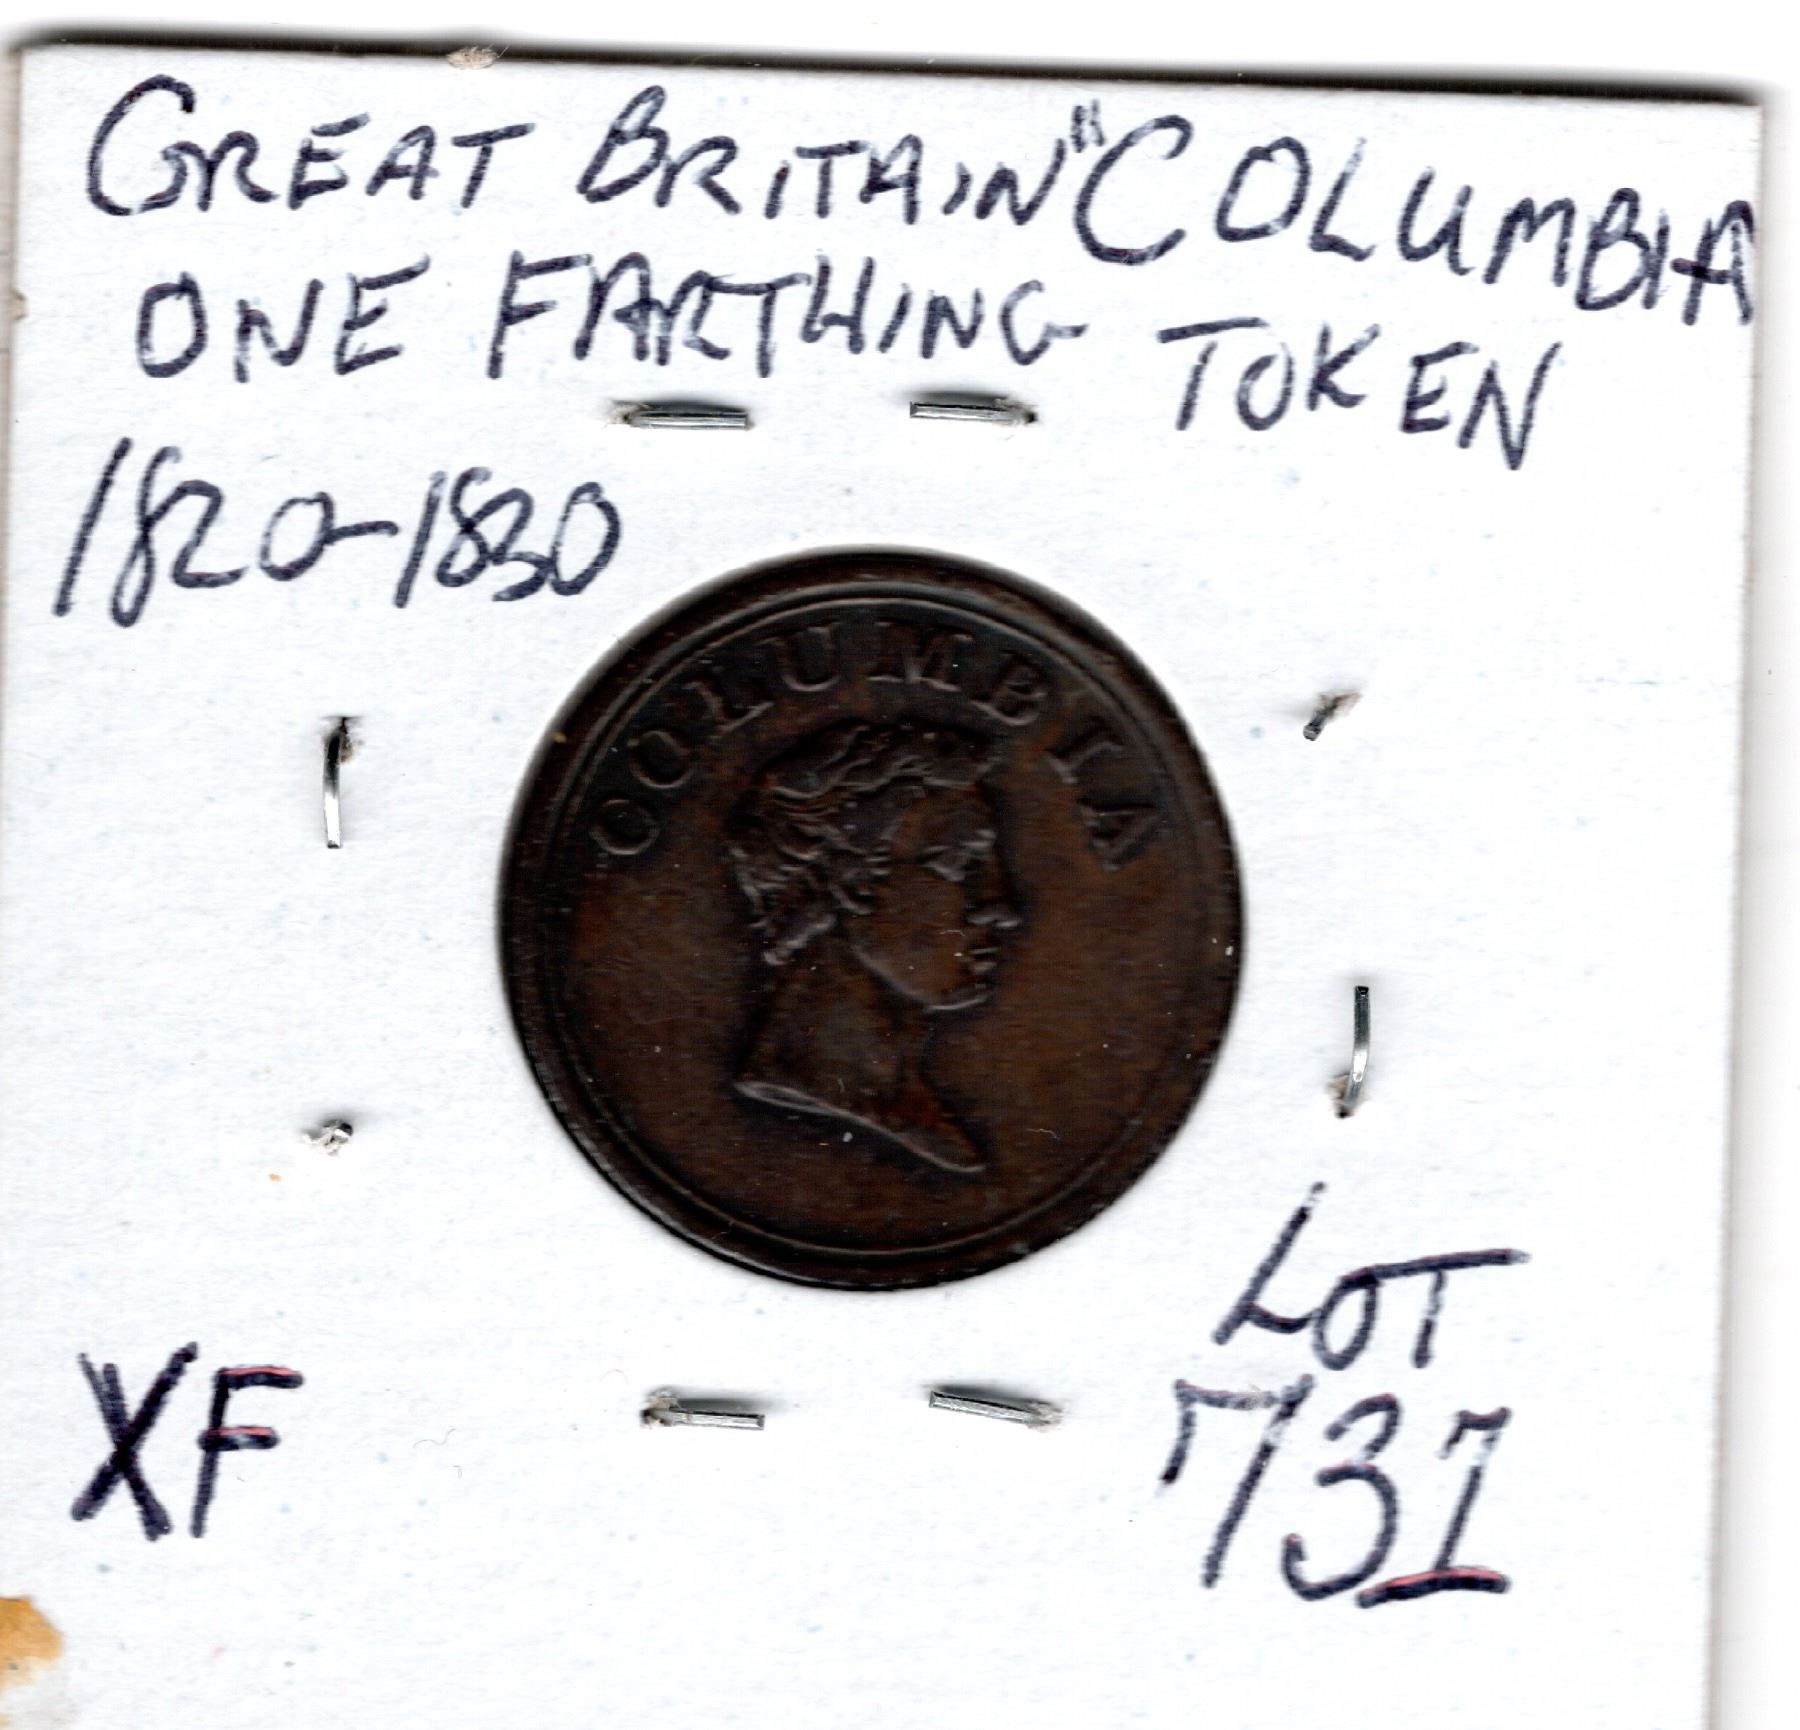 GREAT BRITAIN "COLUMBIA
ONE FARTHING TOKEN
1820-1830
COLUMBIA
XF
LOT
731